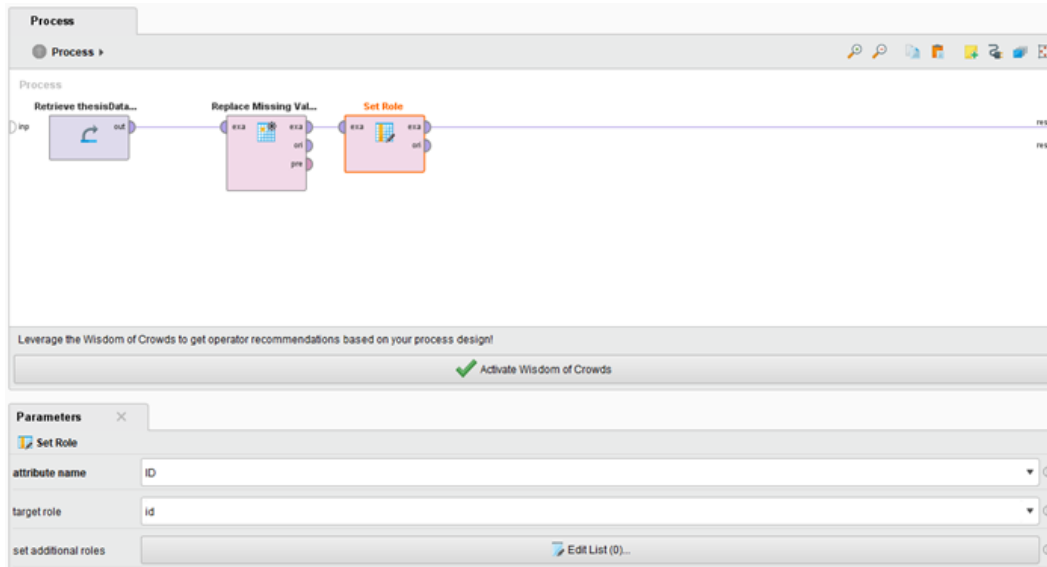 Process
Process
Process
Retrieve thesisData...
Replace Missing Val...
Set Role
inp
out
exa
exa
ori
pre
exa
exa
ori
res
res
Leverage the Wisdom of Crowds to get operator recommendations based on your process design!
Activate Wisdom of Crowds
Parameters
Set Role
attribute name
ID
target role
id
set additional roles
Edit List (0)...